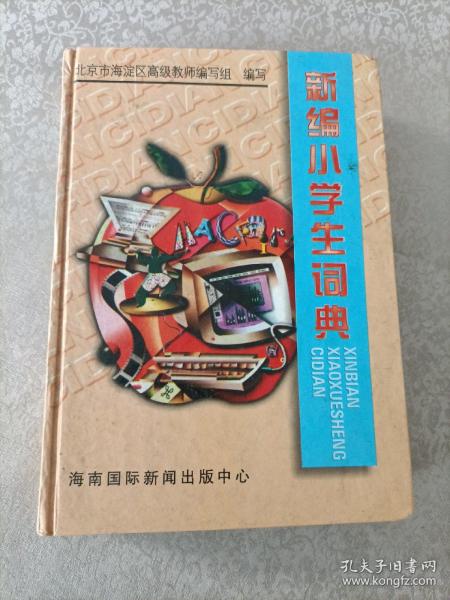 北京市海淀区高级教师编写组 编写
新编小学生词典
XINBIAN
XIAOXUESHENG
CIDIAN
海南国际新闻出版中心
孔夫子旧书网
www.kongfz.com